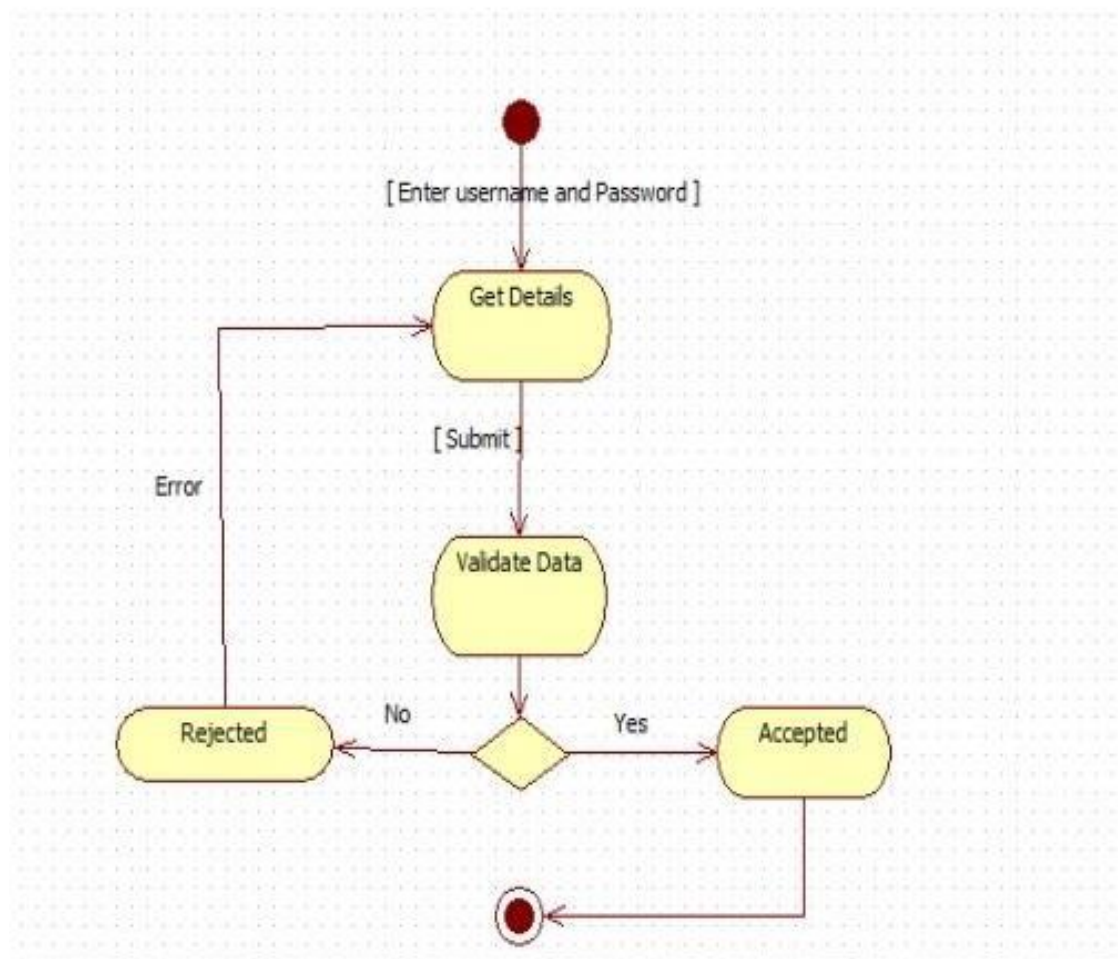 [ Enter username and Password ]
Get Details
[ Submit ]
Error
Validate Data
No
Yes
Rejected
Accepted